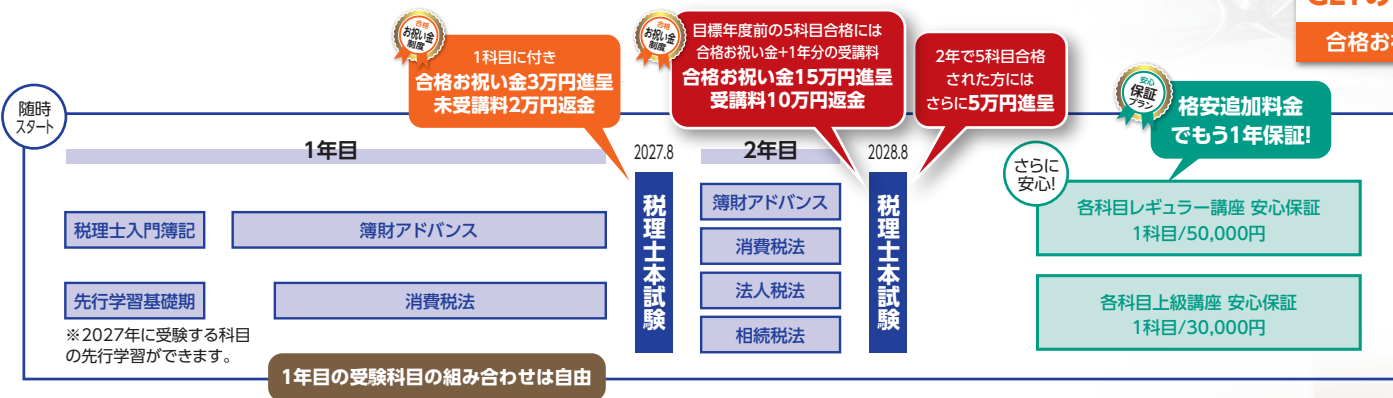 合格
お祝い金
制度
1科目に付き
合格お祝い金3万円進呈
未受講料2万円返金
合格
お祝い金
制度
目標年度前の5科目合格には
合格お祝い金+1年分の受講料
合格お祝い金15万円進呈
受講料10万円返金
2年で5科目合格
された方には
さらに5万円進呈
合格お
随時
スタート
安心
保証
プラン
格安追加料金
でもう1年保証!
1年目
2027.8
2年目
2028.8
さらに
安心!
税理士入門簿記
簿財アドバンス
先行学習基礎期
消費税法
※2027年に受験する科目
の先行学習ができます。
1年目の受験科目の組み合わせは自由
税理士本試験
簿財アドバンス
消費税法
法人税法
相続税法
税理士本試験
各科目レギュラー講座 安心保証
1科目/50,000円
各科目上級講座 安心保証
1科目/30,000円